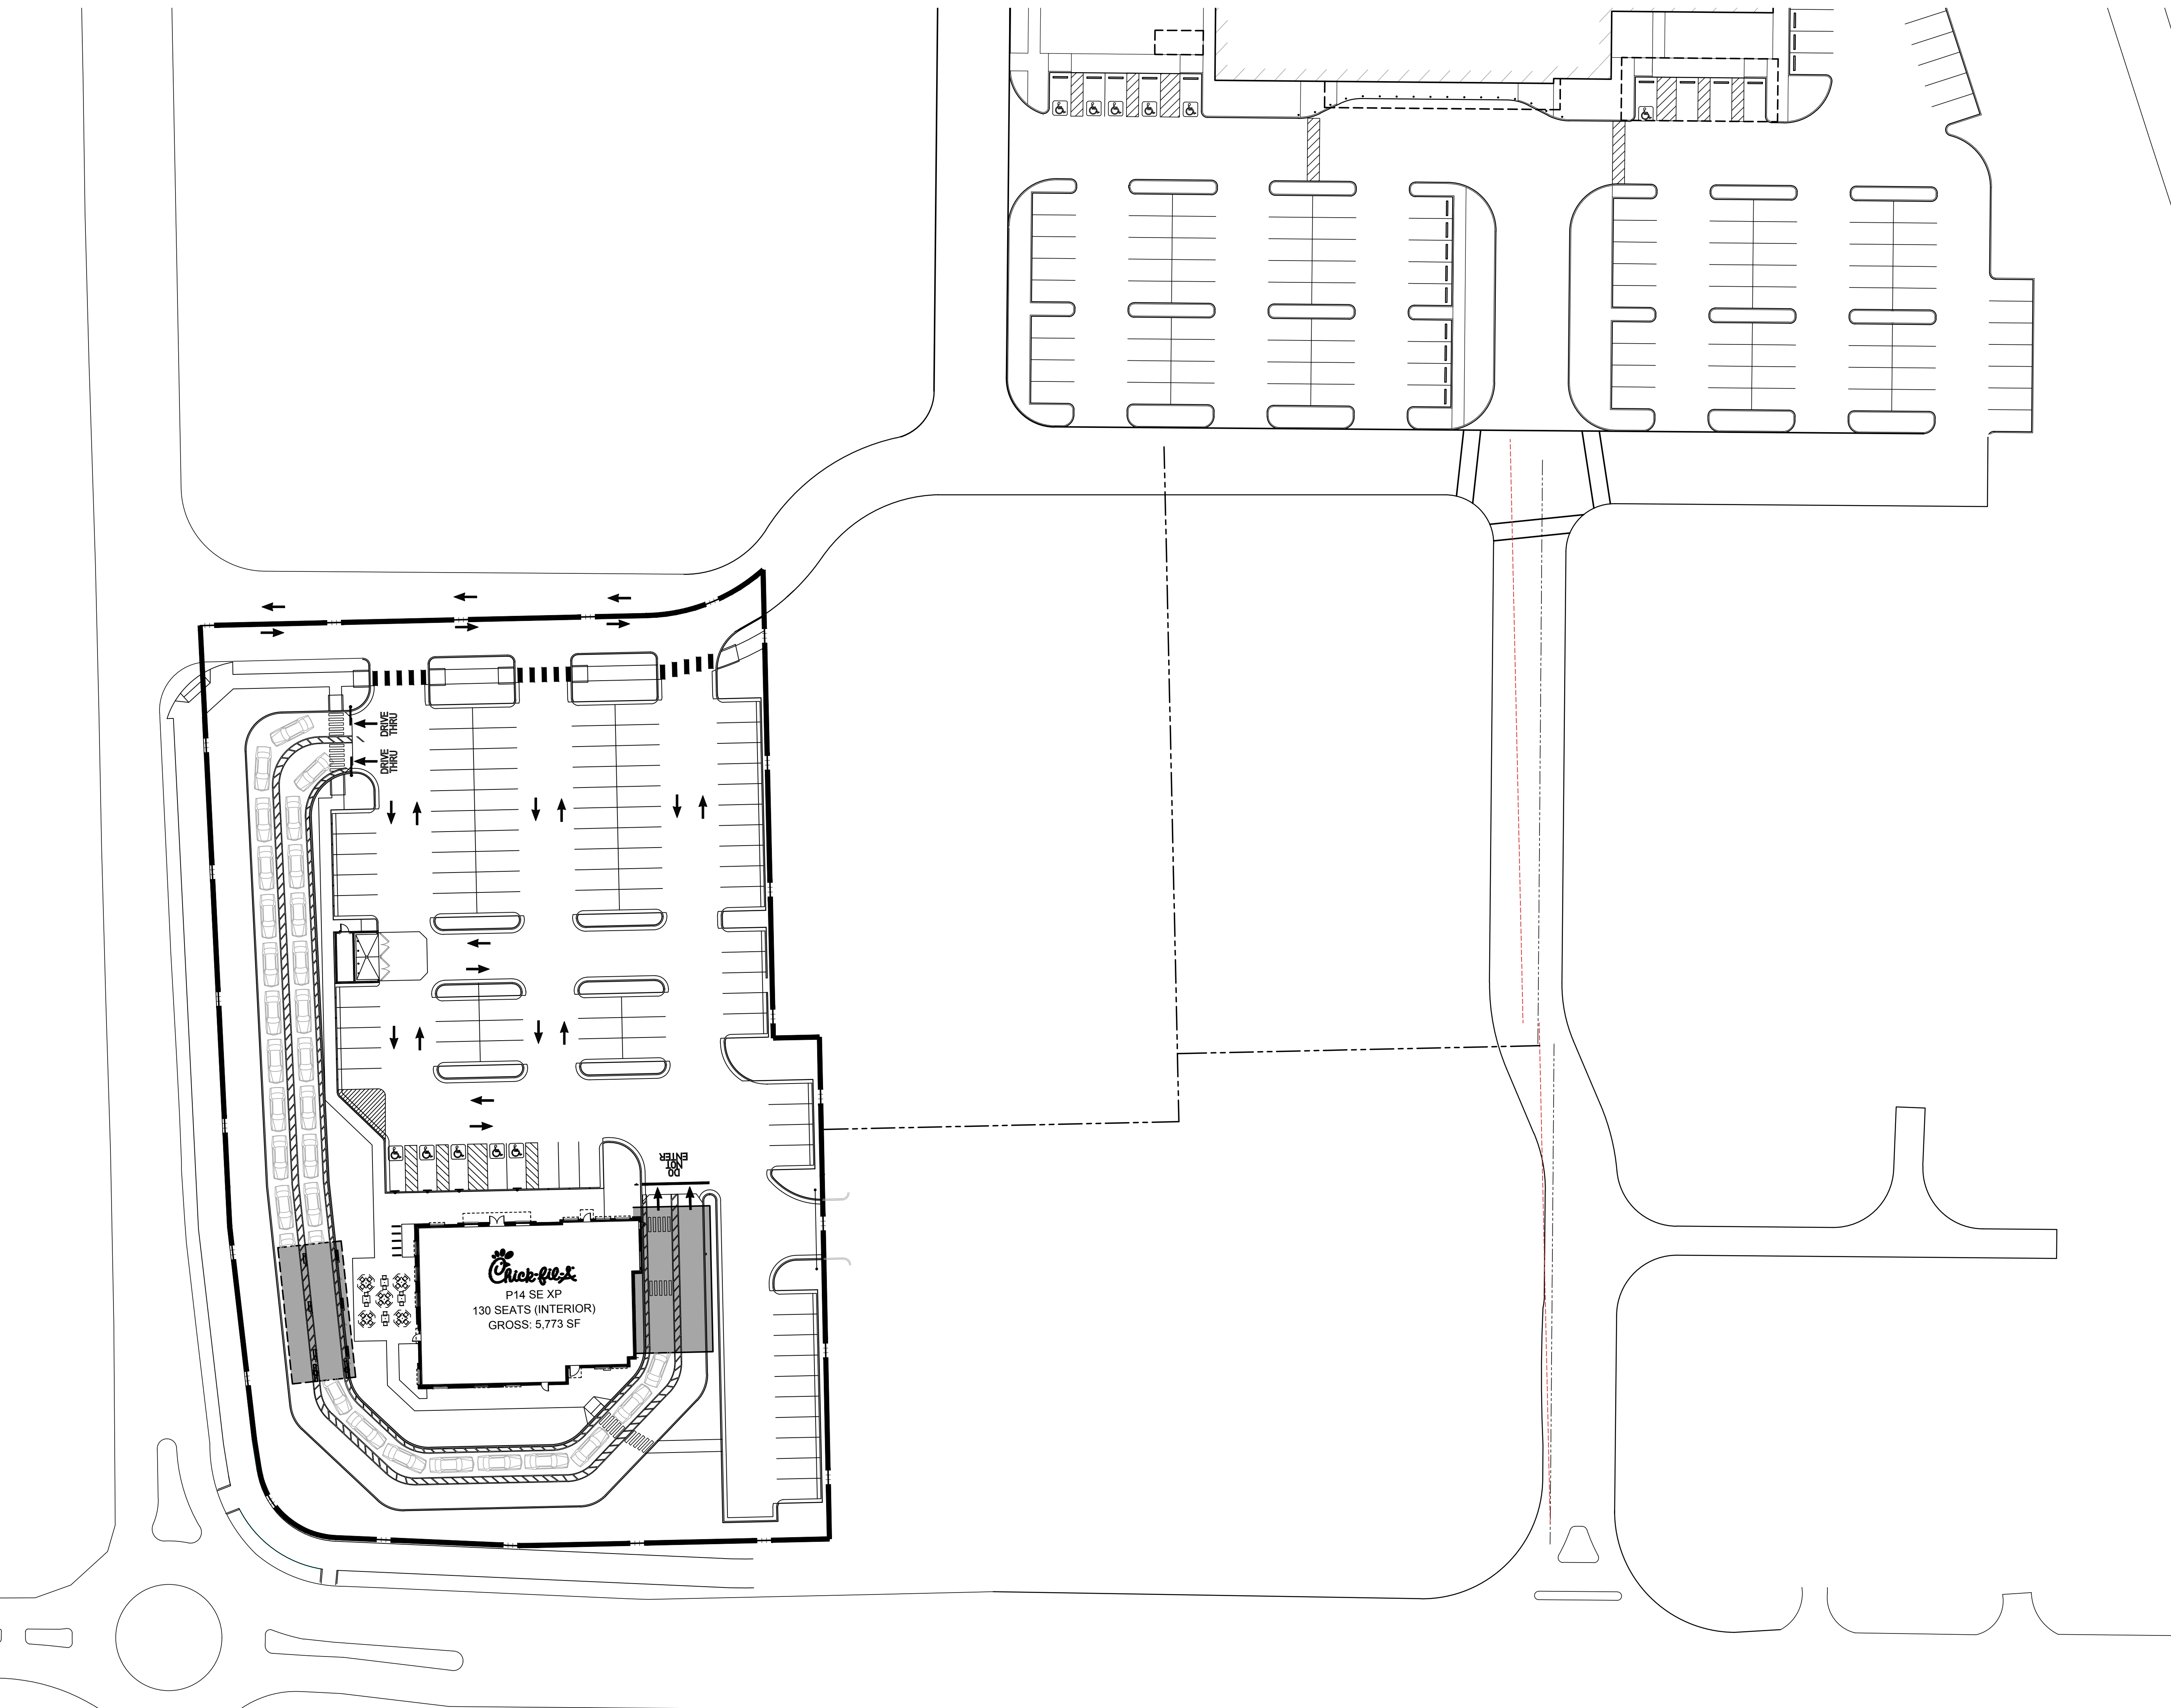 DRIVE
THRU
DRIVE
THRU
DO
NOT
ENTER
Chick-fil-A
P14 SE XP
130 SEATS (INTERIOR)
GROSS: 5,773 SF